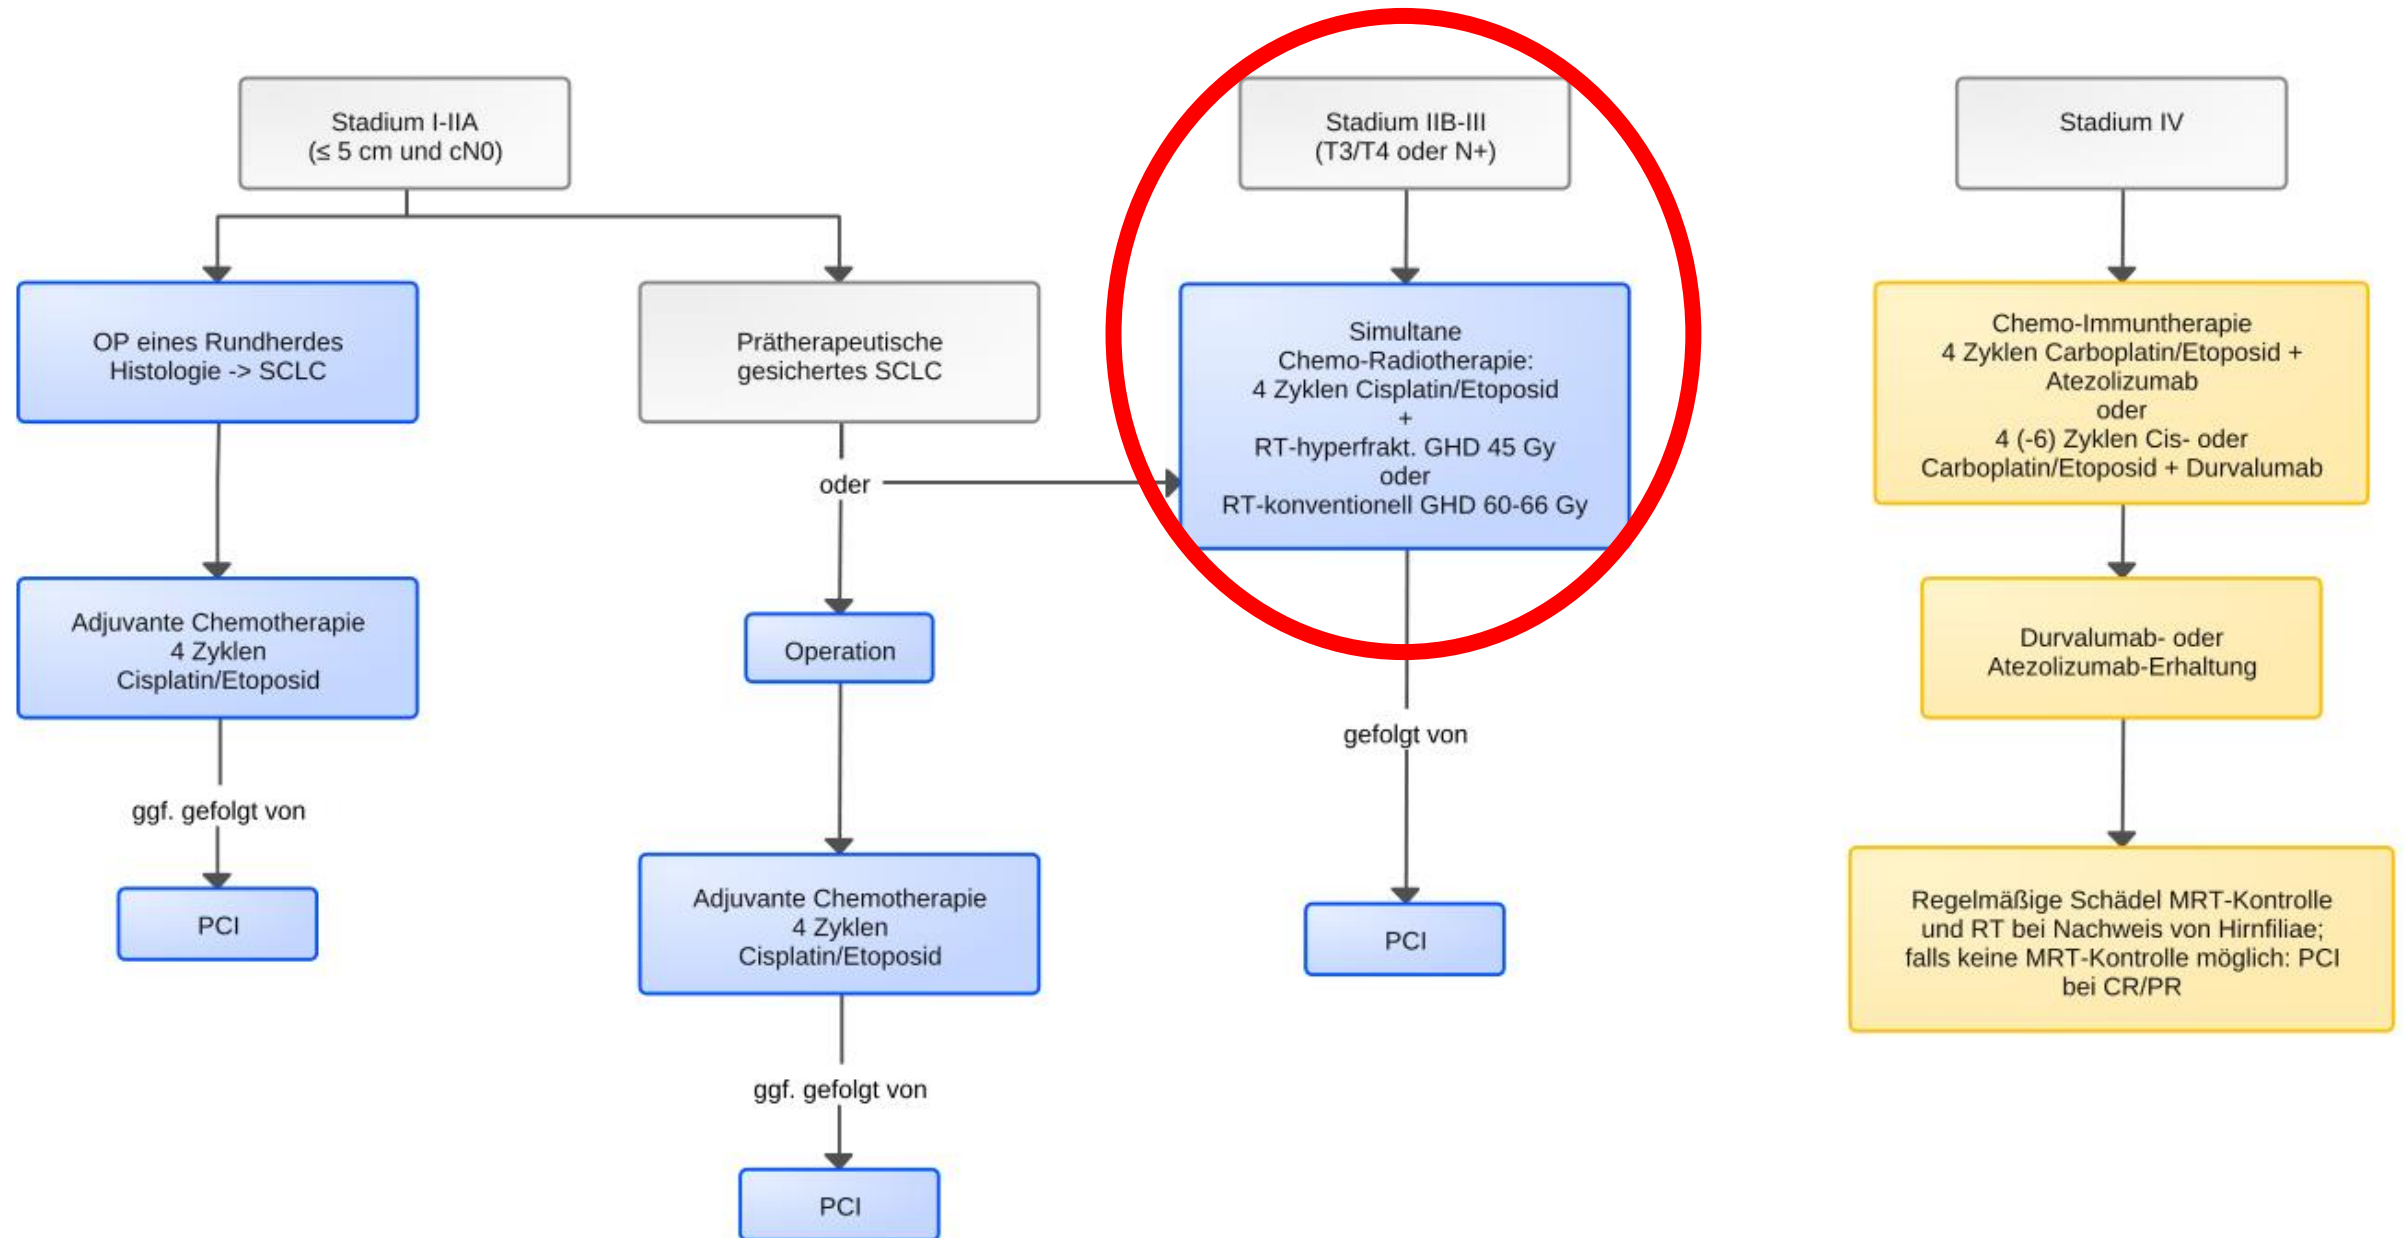 Stadium I-IIA
(≤ 5 cm und cN0)
OP eines Rundherdes
Histologie -> SCLC
Adjuvante Chemotherapie
4 Zyklen
Cisplatin/Etoposid
ggf. gefolgt von
PCI
Prätherapeutische
gesichertes SCLC
oder
Operation
Adjuvante Chemotherapie
4 Zyklen
Cisplatin/Etoposid
ggf. gefolgt von
PCI
Stadium IIB-III
(T3/T4 oder N+)
Simultane
Chemo-Radiotherapie:
4 Zyklen Cisplatin/Etoposid
+
RT-hyperfrakt. GHD 45 Gy
oder
RT-konventionell GHD 60-66 Gy
gefolgt von
PCI
Stadium IV
Chemo-Immuntherapie
4 Zyklen Carboplatin/Etoposid +
Atezolizumab
oder
4 (-6) Zyklen Cis- oder
Carboplatin/Etoposid + Durvalumab
Durvalumab- oder
Atezolizumab-Erhaltung
Regelmäßige Schädel MRT-Kontrolle
und RT bei Nachweis von Hirnfiliae;
falls keine MRT-Kontrolle möglich: PCI
bei CR/PR